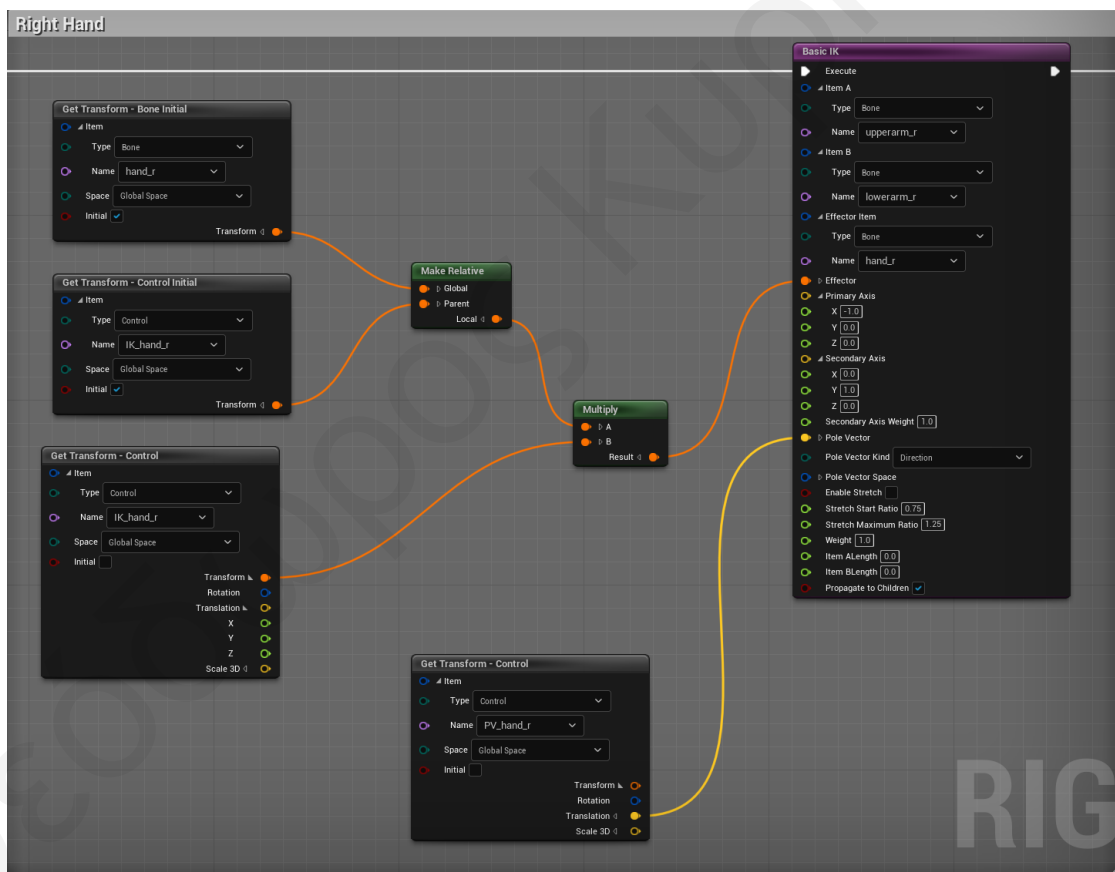 Right Hand
Get Transform - Bone Initial
Item
Type Bone
Name hand_r
Space Global Space
Initial
Transform
Get Transform - Control Initial
Item
Type Control
Name IK_hand_r
Space Global Space
Initial
Transform
Get Transform - Control
Item
Type Control
Name IK_hand_r
Space Global Space
Initial
Transform
Rotation
Translation
X
Y
Z
Scale 3D
Make Relative
Global
Parent
Local
Multiply
A
B
Result
Get Transform - Control
Item
Type Control
Name PV_hand_r
Space Global Space
Initial
Transform
Rotation
Translation
Scale 3D
Basic IK
Execute
Item A
Type Bone
Name upperarm_r
Item B
Type Bone
Name lowerarm_r
Effector Item
Type Bone
Name hand_r
Effector
Primary Axis
X -1.0
Y 0.0
Z 0.0
Secondary Axis
X 0.0
Y 1.0
Z 0.0
Secondary Axis Weight 1.0
Pole Vector
Pole Vector Kind Direction
Pole Vector Space
Enable Stretch
Stretch Start Ratio 0.75
Stretch Maximum Ratio 1.25
Weight 1.0
Item ALength 0.0
Item BLength 0.0
Propagate to Children
RIG